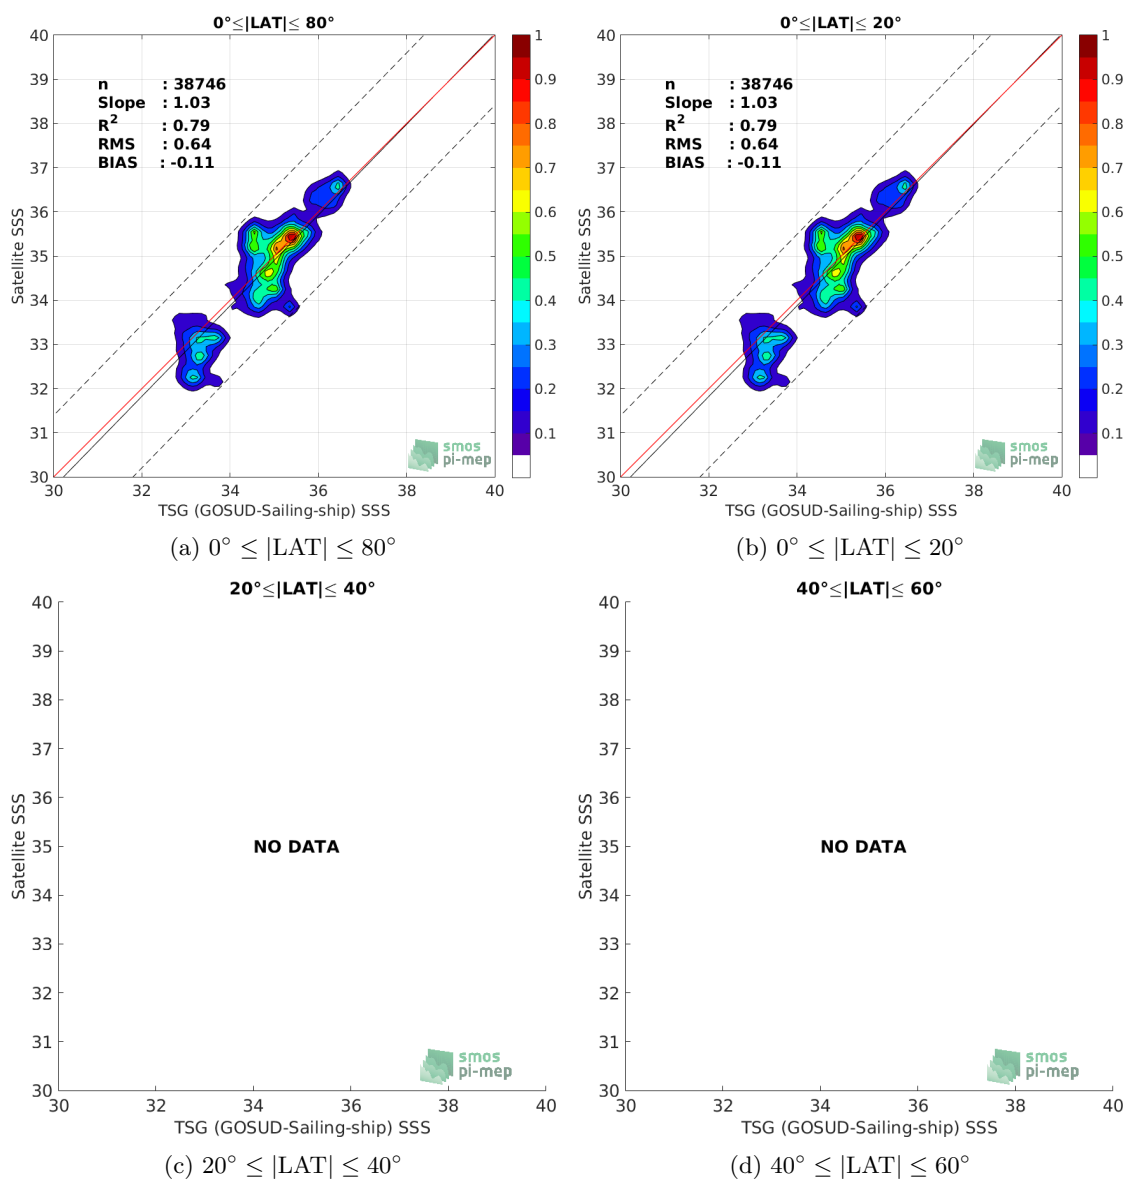 0°≤|LAT|≤ 80°
40
39
38
37
36
35
34
33
32
31
30
Satellite SSS
n : 38746
Slope : 1.03
R2 : 0.79
RMS : 0.64
BIAS : -0.11
1
0.9
0.8
0.7
0.6
0.5
0.4
0.3
0.2
0.1
smos
pi-mep
30 32 34 36 38 40
TSG (GOSUD-Sailing-ship) SSS
(a) 0° ≤ |LAT| ≤ 80°
0°≤|LAT|≤ 20°
40
39
38
37
36
35
34
33
32
31
30
Satellite SSS
n : 38746
Slope : 1.03
R2 : 0.79
RMS : 0.64
BIAS : -0.11
1
0.9
0.8
0.7
0.6
0.5
0.4
0.3
0.2
0.1
smos
pi-mep
30 32 34 36 38 40
TSG (GOSUD-Sailing-ship) SSS
(b) 0° ≤ |LAT| ≤ 20°
20°≤|LAT|≤ 40°
40
39
38
37
36
35
34
33
32
31
30
Satellite SSS
NO DATA
smos
pi-mep
30 32 34 36 38 40
TSG (GOSUD-Sailing-ship) SSS
(c) 20° ≤ |LAT| ≤ 40°
40°≤|LAT|≤ 60°
40
39
38
37
36
35
34
33
32
31
30
Satellite SSS
NO DATA
smos
pi-mep
30 32 34 36 38 40
TSG (GOSUD-Sailing-ship) SSS
(d) 40° ≤ |LAT| ≤ 60°